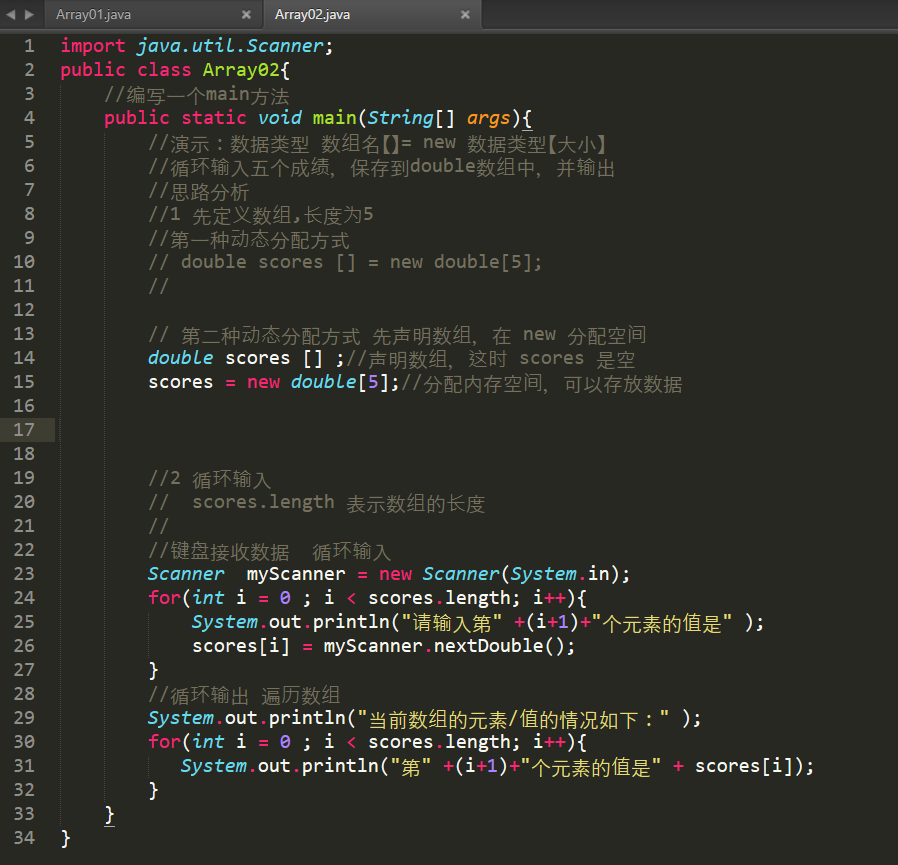 Array01.java
Array02.java
1 import java.util.Scanner;
2 public class Array02{
3 //编写一个main方法
4 public static void main(String[] args){
5 //演示：数据类型 数组名【】= new 数据类型【大小】
6 //循环输入五个成绩，保存到double数组中，并输出
7 //思路分析
8 //1 先定义数组,长度为5
9 //第一种动态分配方式
10 // double scores [] = new double[5];
11 //
12
13 // 第二种动态分配方式 先声明数组，在 new 分配空间
14 double scores [] ;//声明数组，这时 scores 是空
15 scores = new double[5];//分配内存空间，可以存放数据
16
17
18
19 //2 循环输入
20 //  scores.length 表示数组的长度
21 //
22 //键盘接收数据  循环输入
23 Scanner  myScanner = new Scanner(System.in);
24 for(int i = 0 ; i < scores.length; i++){
25 System.out.println("请输入第" +(i+1)+"个元素的值是" );
26 scores[i] = myScanner.nextDouble();
27 }
28 //循环输出 遍历数组
29 System.out.println("当前数组的元素/值的情况如下：" );
30 for(int i = 0 ; i < scores.length; i++){
31 System.out.println("第" +(i+1)+"个元素的值是" + scores[i]);
32 }
33 }
34 }